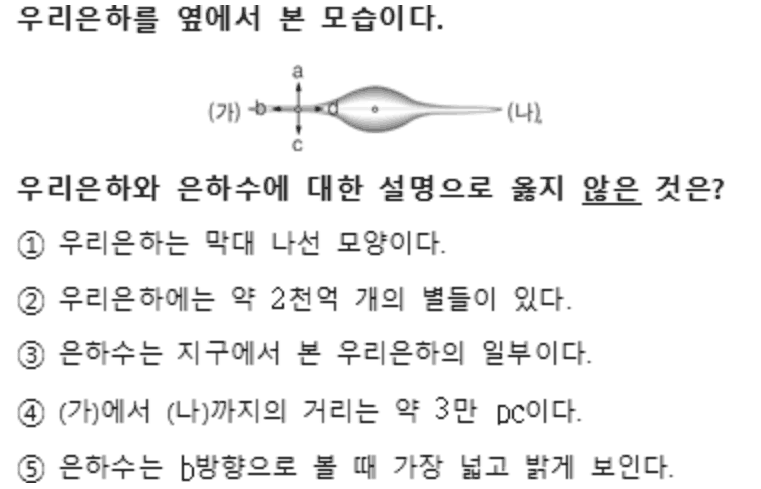 우리은하를 옆에서 본 모습이다.
a
(가) b d (나)
c
우리은하와 은하수에 대한 설명으로 옳지 않은 것은?
① 우리은하는 막대 나선 모양이다.
② 우리은하에는 약 2천억 개의 별들이 있다.
③ 은하수는 지구에서 본 우리은하의 일부이다.
④ (가)에서 (나)까지의 거리는 약 3만 pc이다.
⑤ 은하수는 b방향으로 볼 때 가장 넓고 밝게 보인다.